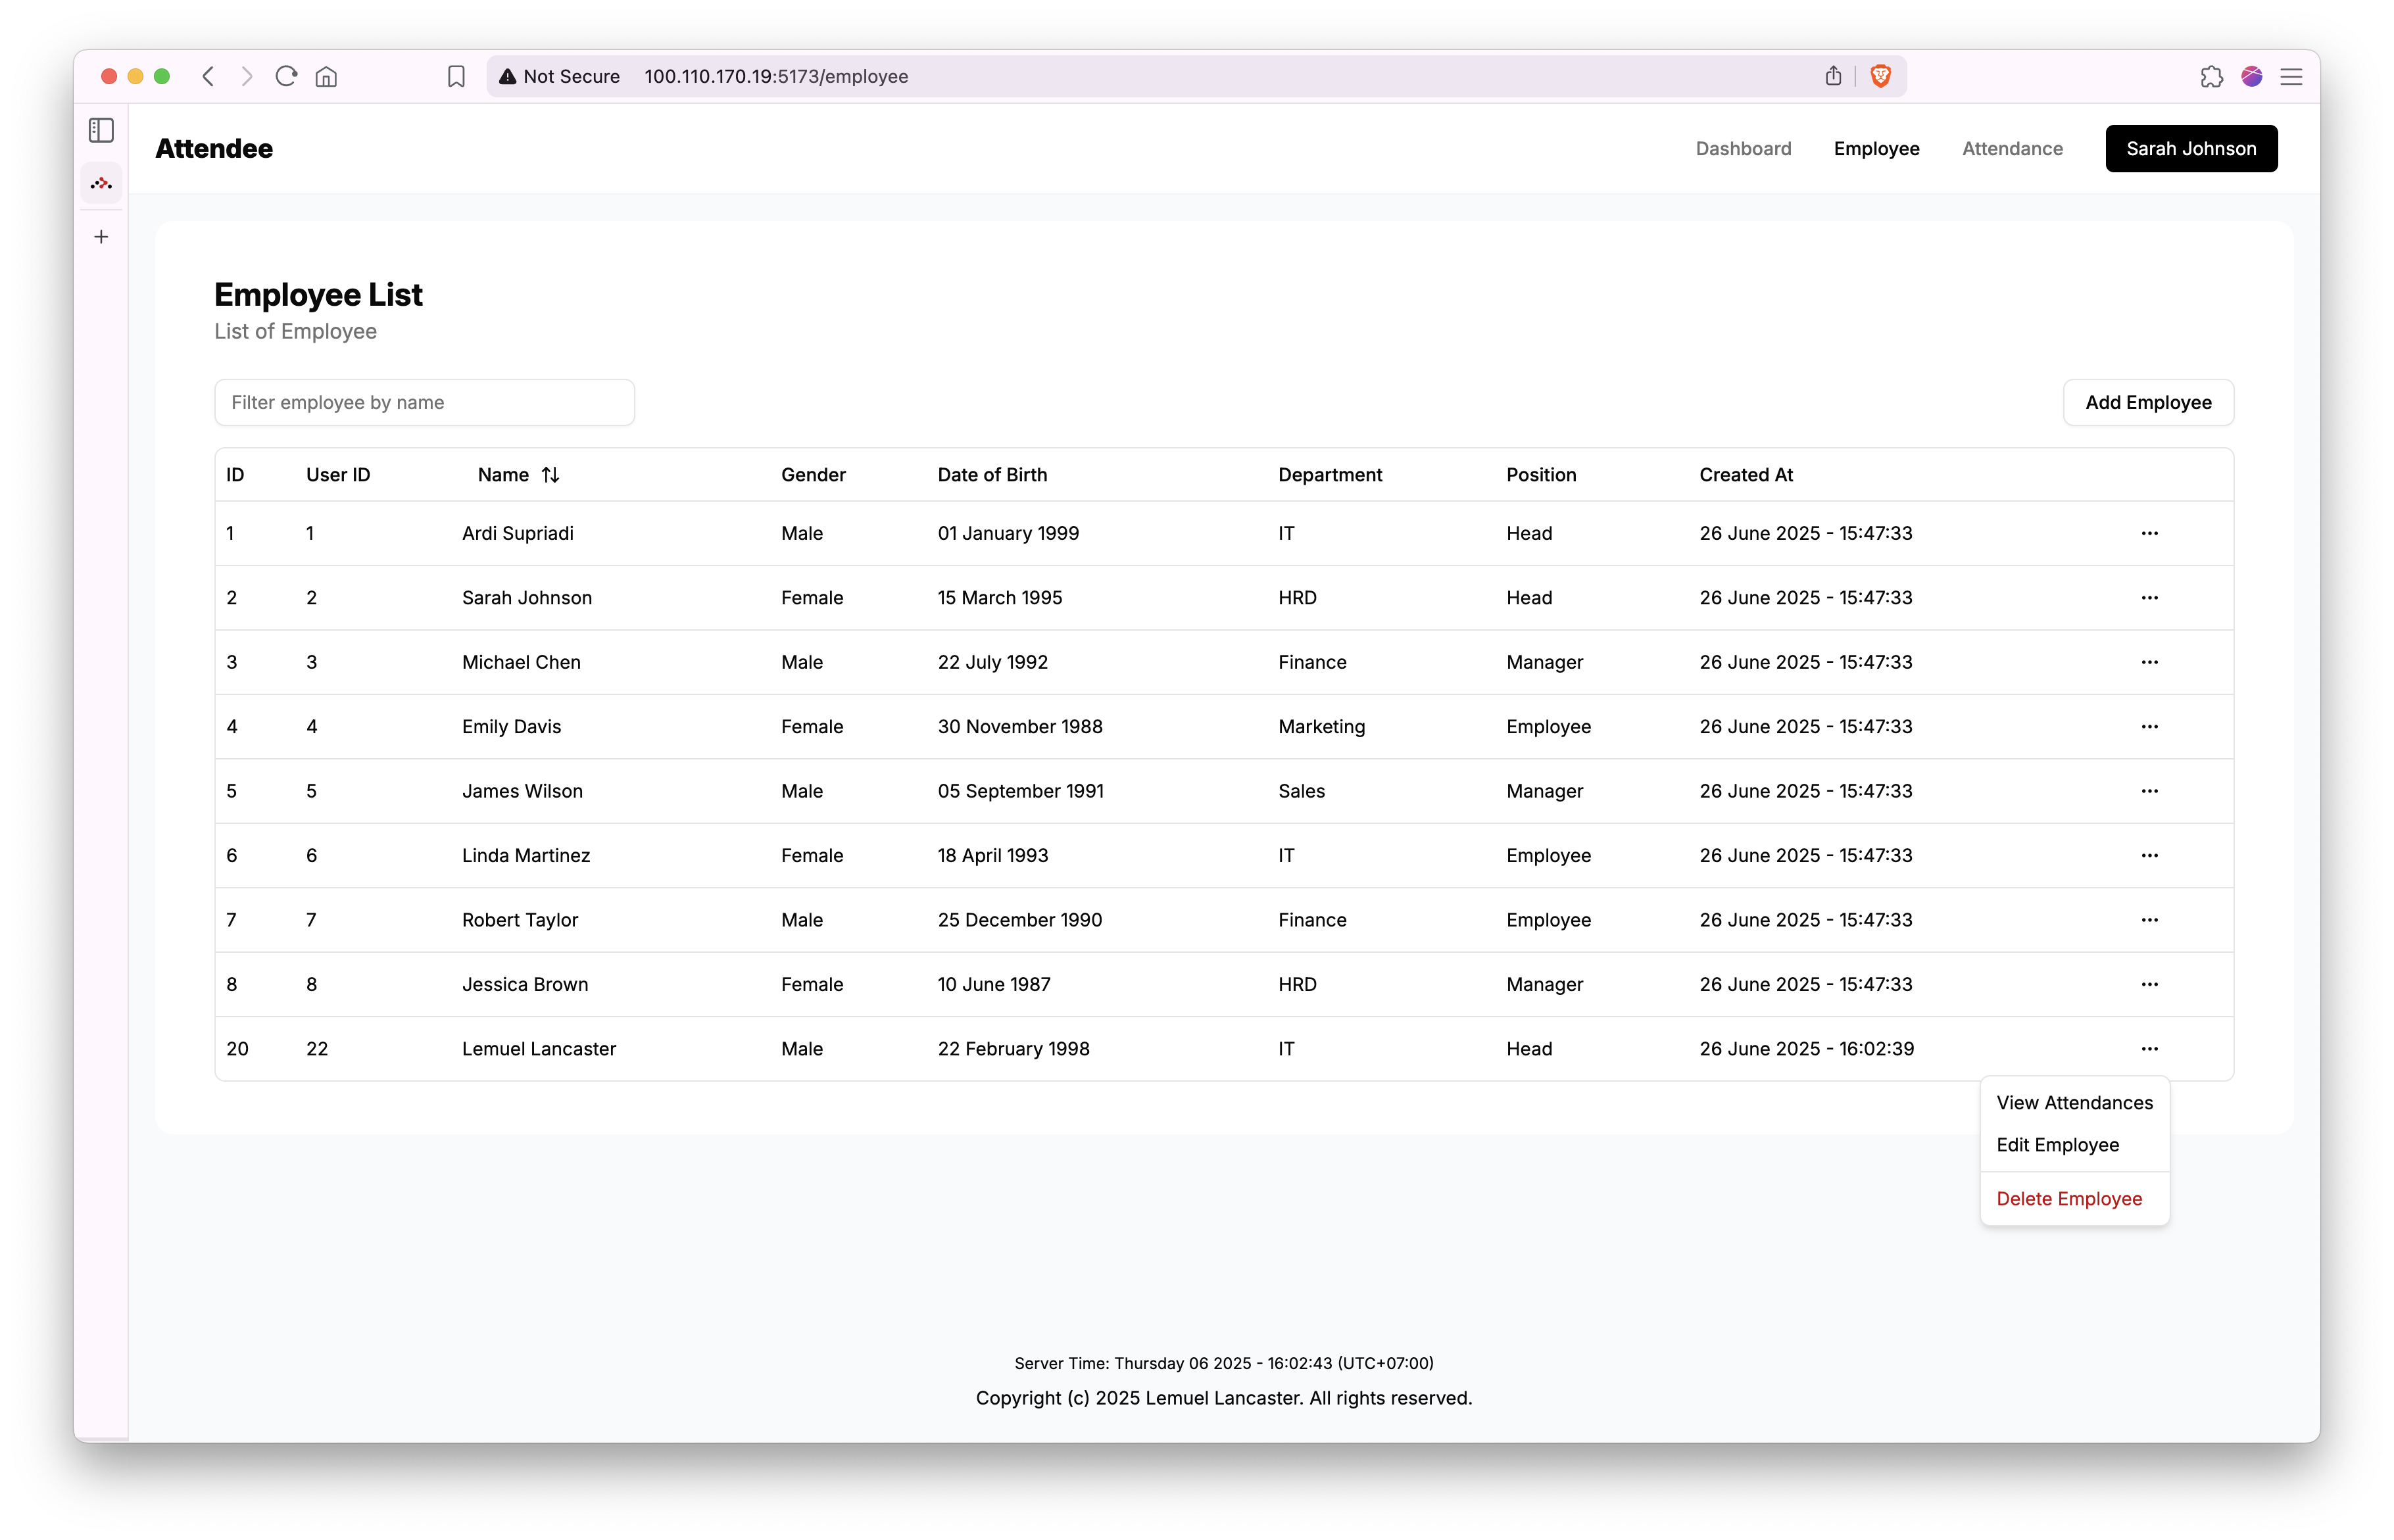 Not Secure 100.110.170.19:5173/employee
Attendee Dashboard Employee Attendance Sarah Johnson
Employee List
List of Employee
Filter employee by name Add Employee
ID User ID Name Gender Date of Birth Department Position Created At
1 1 Ardi Supriadi Male 01 January 1999 IT Head 26 June 2025 - 15:47:33 ...
2 2 Sarah Johnson Female 15 March 1995 HRD Head 26 June 2025 - 15:47:33 ...
3 3 Michael Chen Male 22 July 1992 Finance Manager 26 June 2025 - 15:47:33 ...
4 4 Emily Davis Female 30 November 1988 Marketing Employee 26 June 2025 - 15:47:33 ...
5 5 James Wilson Male 05 September 1991 Sales Manager 26 June 2025 - 15:47:33 ...
6 6 Linda Martinez Female 18 April 1993 IT Employee 26 June 2025 - 15:47:33 ...
7 7 Robert Taylor Male 25 December 1990 Finance Employee 26 June 2025 - 15:47:33 ...
8 8 Jessica Brown Female 10 June 1987 HRD Manager 26 June 2025 - 15:47:33 ...
20 22 Lemuel Lancaster Male 22 February 1998 IT Head 26 June 2025 - 16:02:39 ...
View Attendances
Edit Employee
Delete Employee
Server Time: Thursday 06 2025 - 16:02:43 (UTC+07:00)
Copyright (c) 2025 Lemuel Lancaster. All rights reserved.